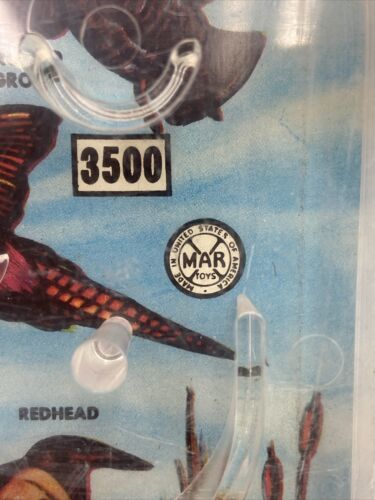 3500
MADE IN UNITED STATES OF AMERICA
MAR
TOYS
REDHEAD